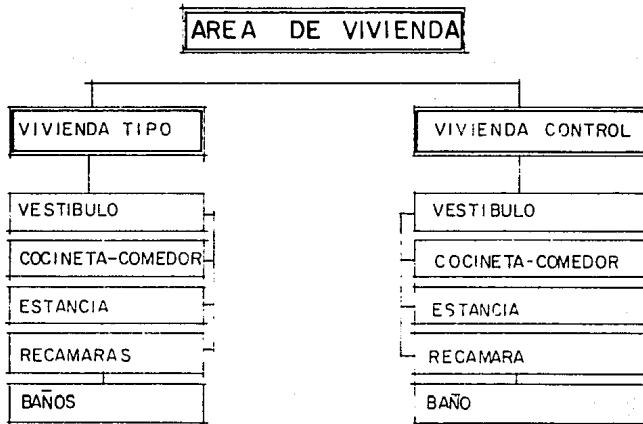 AREA DE VIVIENDA
VIVIENDA TIPO
VESTIBULO
COCINETA-COMEDOR
ESTANCIA
RECAMARAS
BAÑOS
VIVIENDA CONTROL
VESTIBULO
COCINETA-COMEDOR
ESTANCIA
RECAMARA
BAÑO